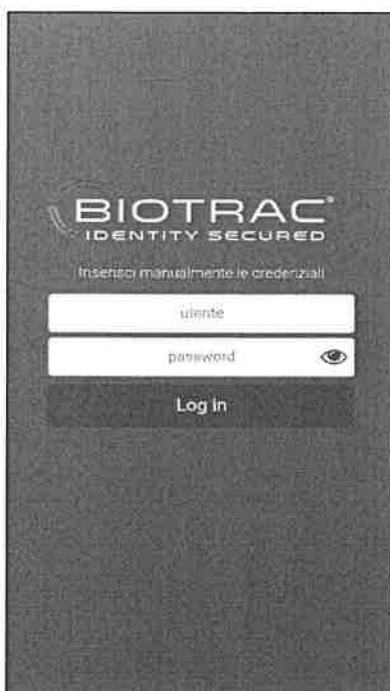 BIOTRAC®
IDENTITY SECURED
Inserisci manualmente le credenziali
utente
password
Log in